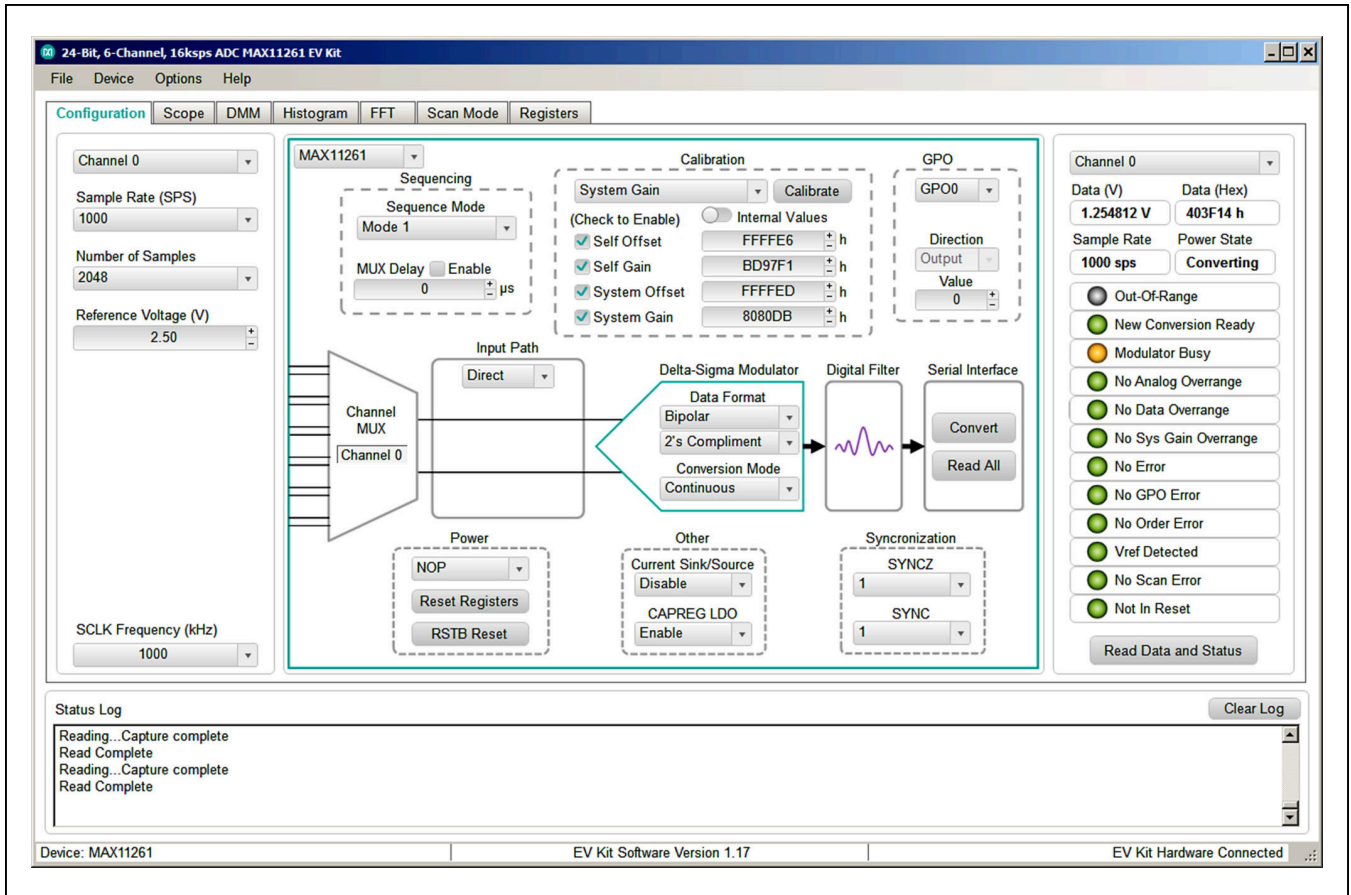 24-Bit, 6-Channel, 16ksps ADC MAX11261 EV Kit
File Device Options Help
Configuration Scope DMM Histogram FFT Scan Mode Registers
Channel 0
Sample Rate (SPS)
1000
Number of Samples
2048
Reference Voltage (V)
2.50
SCLK Frequency (kHz)
1000
MAX11261
Sequencing
Sequence Mode
Mode 1
MUX Delay Enable
0 µs
Calibration
System Gain Calibrate
(Check to Enable) Internal Values
Self Offset FFFFE6 h
Self Gain BD97F1 h
System Offset FFFFED h
System Gain 8080DB h
GPO
GPO0
Direction
Output
Value
0
Channel
MUX
Channel 0
Input Path
Direct
Delta-Sigma Modulator
Data Format
Bipolar
2's Compliment
Conversion Mode
Continuous
Digital Filter
Serial Interface
Convert
Read All
Power
NOP
Reset Registers
RSTB Reset
Other
Current Sink/Source
Disable
CAPREG LDO
Enable
Syncronization
SYNCZ
1
SYNC
1
Channel 0
Data (V) Data (Hex)
1.254812 V 403F14 h
Sample Rate Power State
1000 sps Converting
Out-Of-Range
New Conversion Ready
Modulator Busy
No Analog Overrange
No Data Overrange
No Sys Gain Overrange
No Error
No GPO Error
No Order Error
Vref Detected
No Scan Error
Not In Reset
Read Data and Status
Status Log Clear Log
Reading...Capture complete
Read Complete
Reading...Capture complete
Read Complete
Device: MAX11261 EV Kit Software Version 1.17 EV Kit Hardware Connected